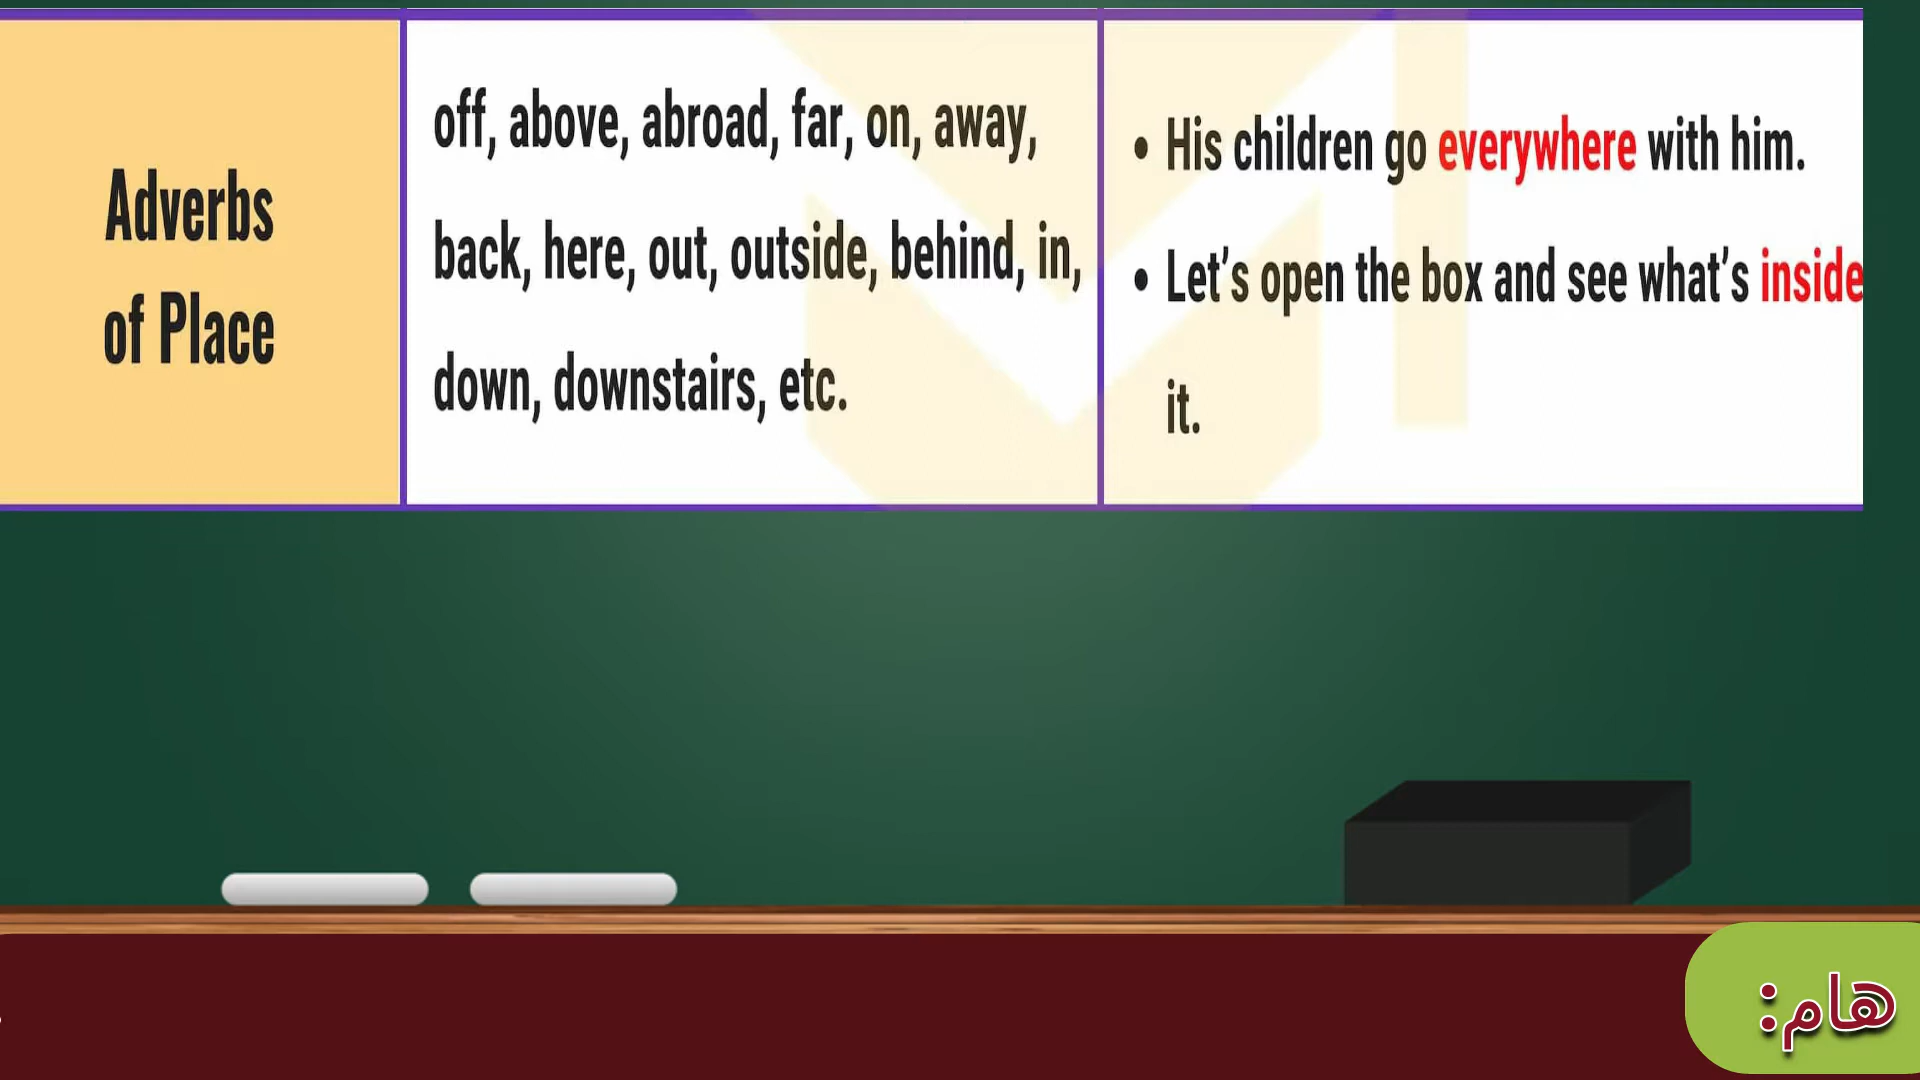 Adverbs
of Place
off, above, abroad, far, on, away,
back, here, out, outside, behind, in,
down, downstairs, etc.
• His children go everywhere with him.
• Let’s open the box and see what’s inside
it.
هام: